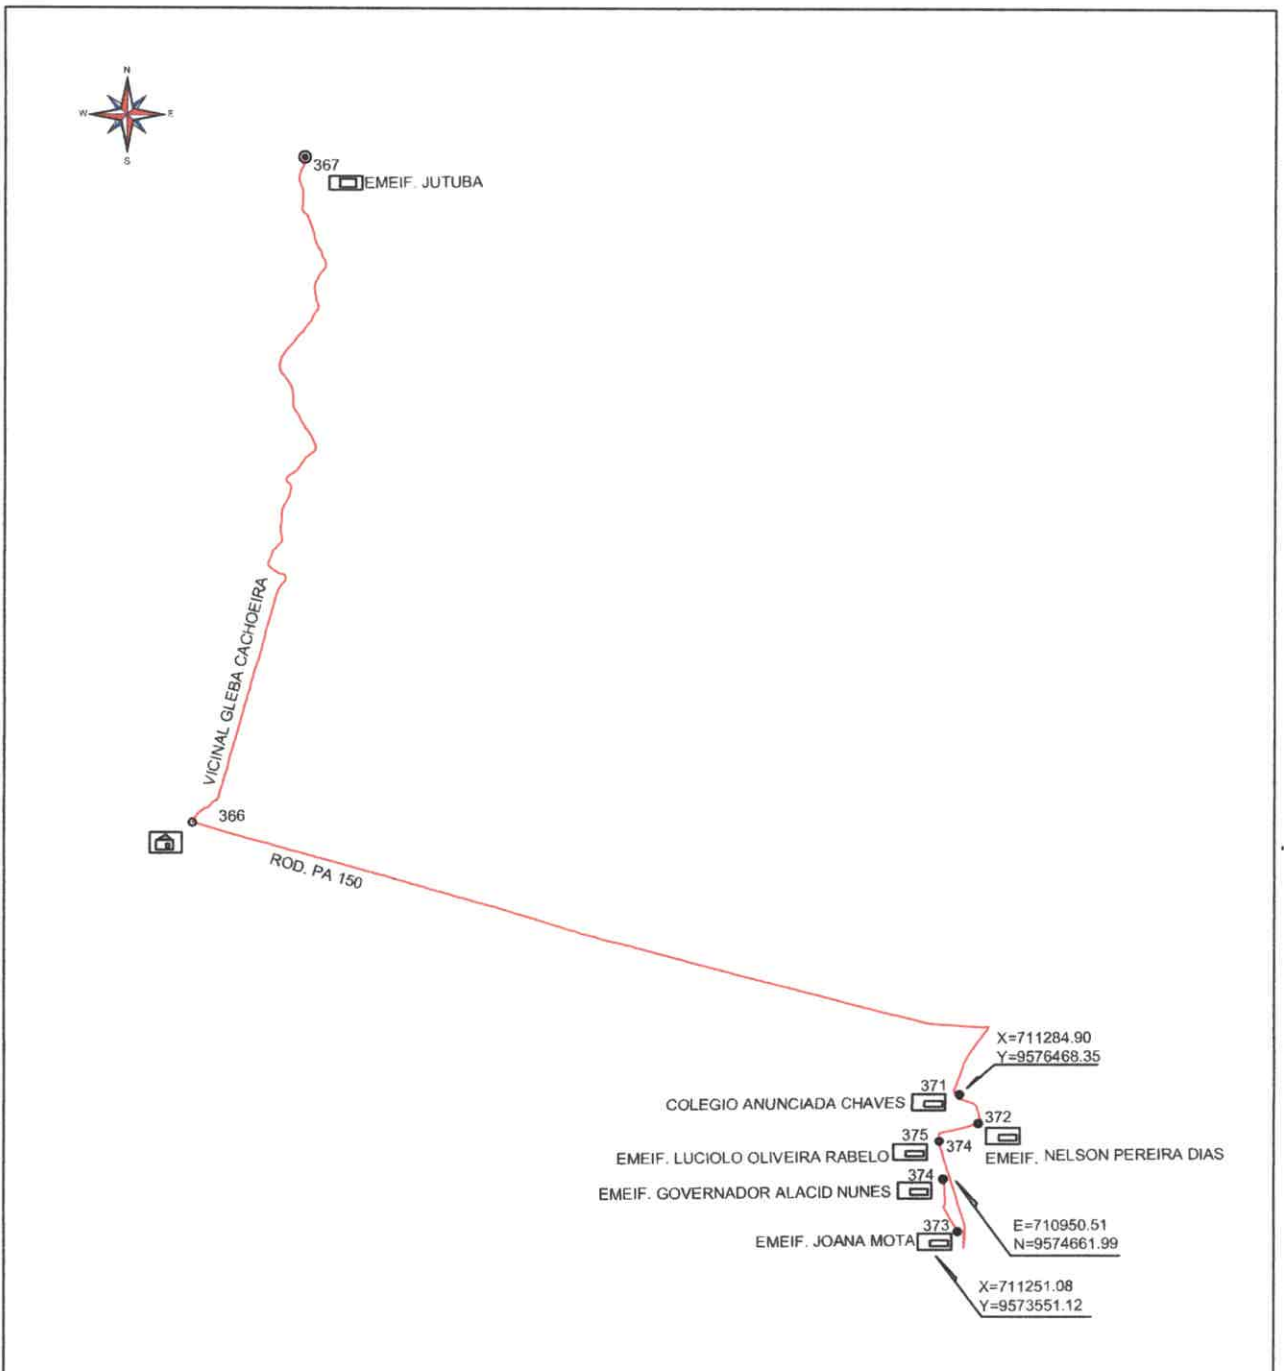 N
W
E
S
367
EMEIF. JUTUBA
VICINAL GLEBA CACHOEIRA
366
ROD. PA 150
X=711284.90
Y=9576468.35
371
COLEGIO ANUNCIADA CHAVES
372
375
374
EMEIF. LUCIOLO OLIVEIRA RABELO
EMEIF. NELSON PEREIRA DIAS
374
EMEIF. GOVERNADOR ALACID NUNES
373
E=710950.51
N=9574661.99
EMEIF. JOANA MOTA
X=711251.08
Y=9573551.12